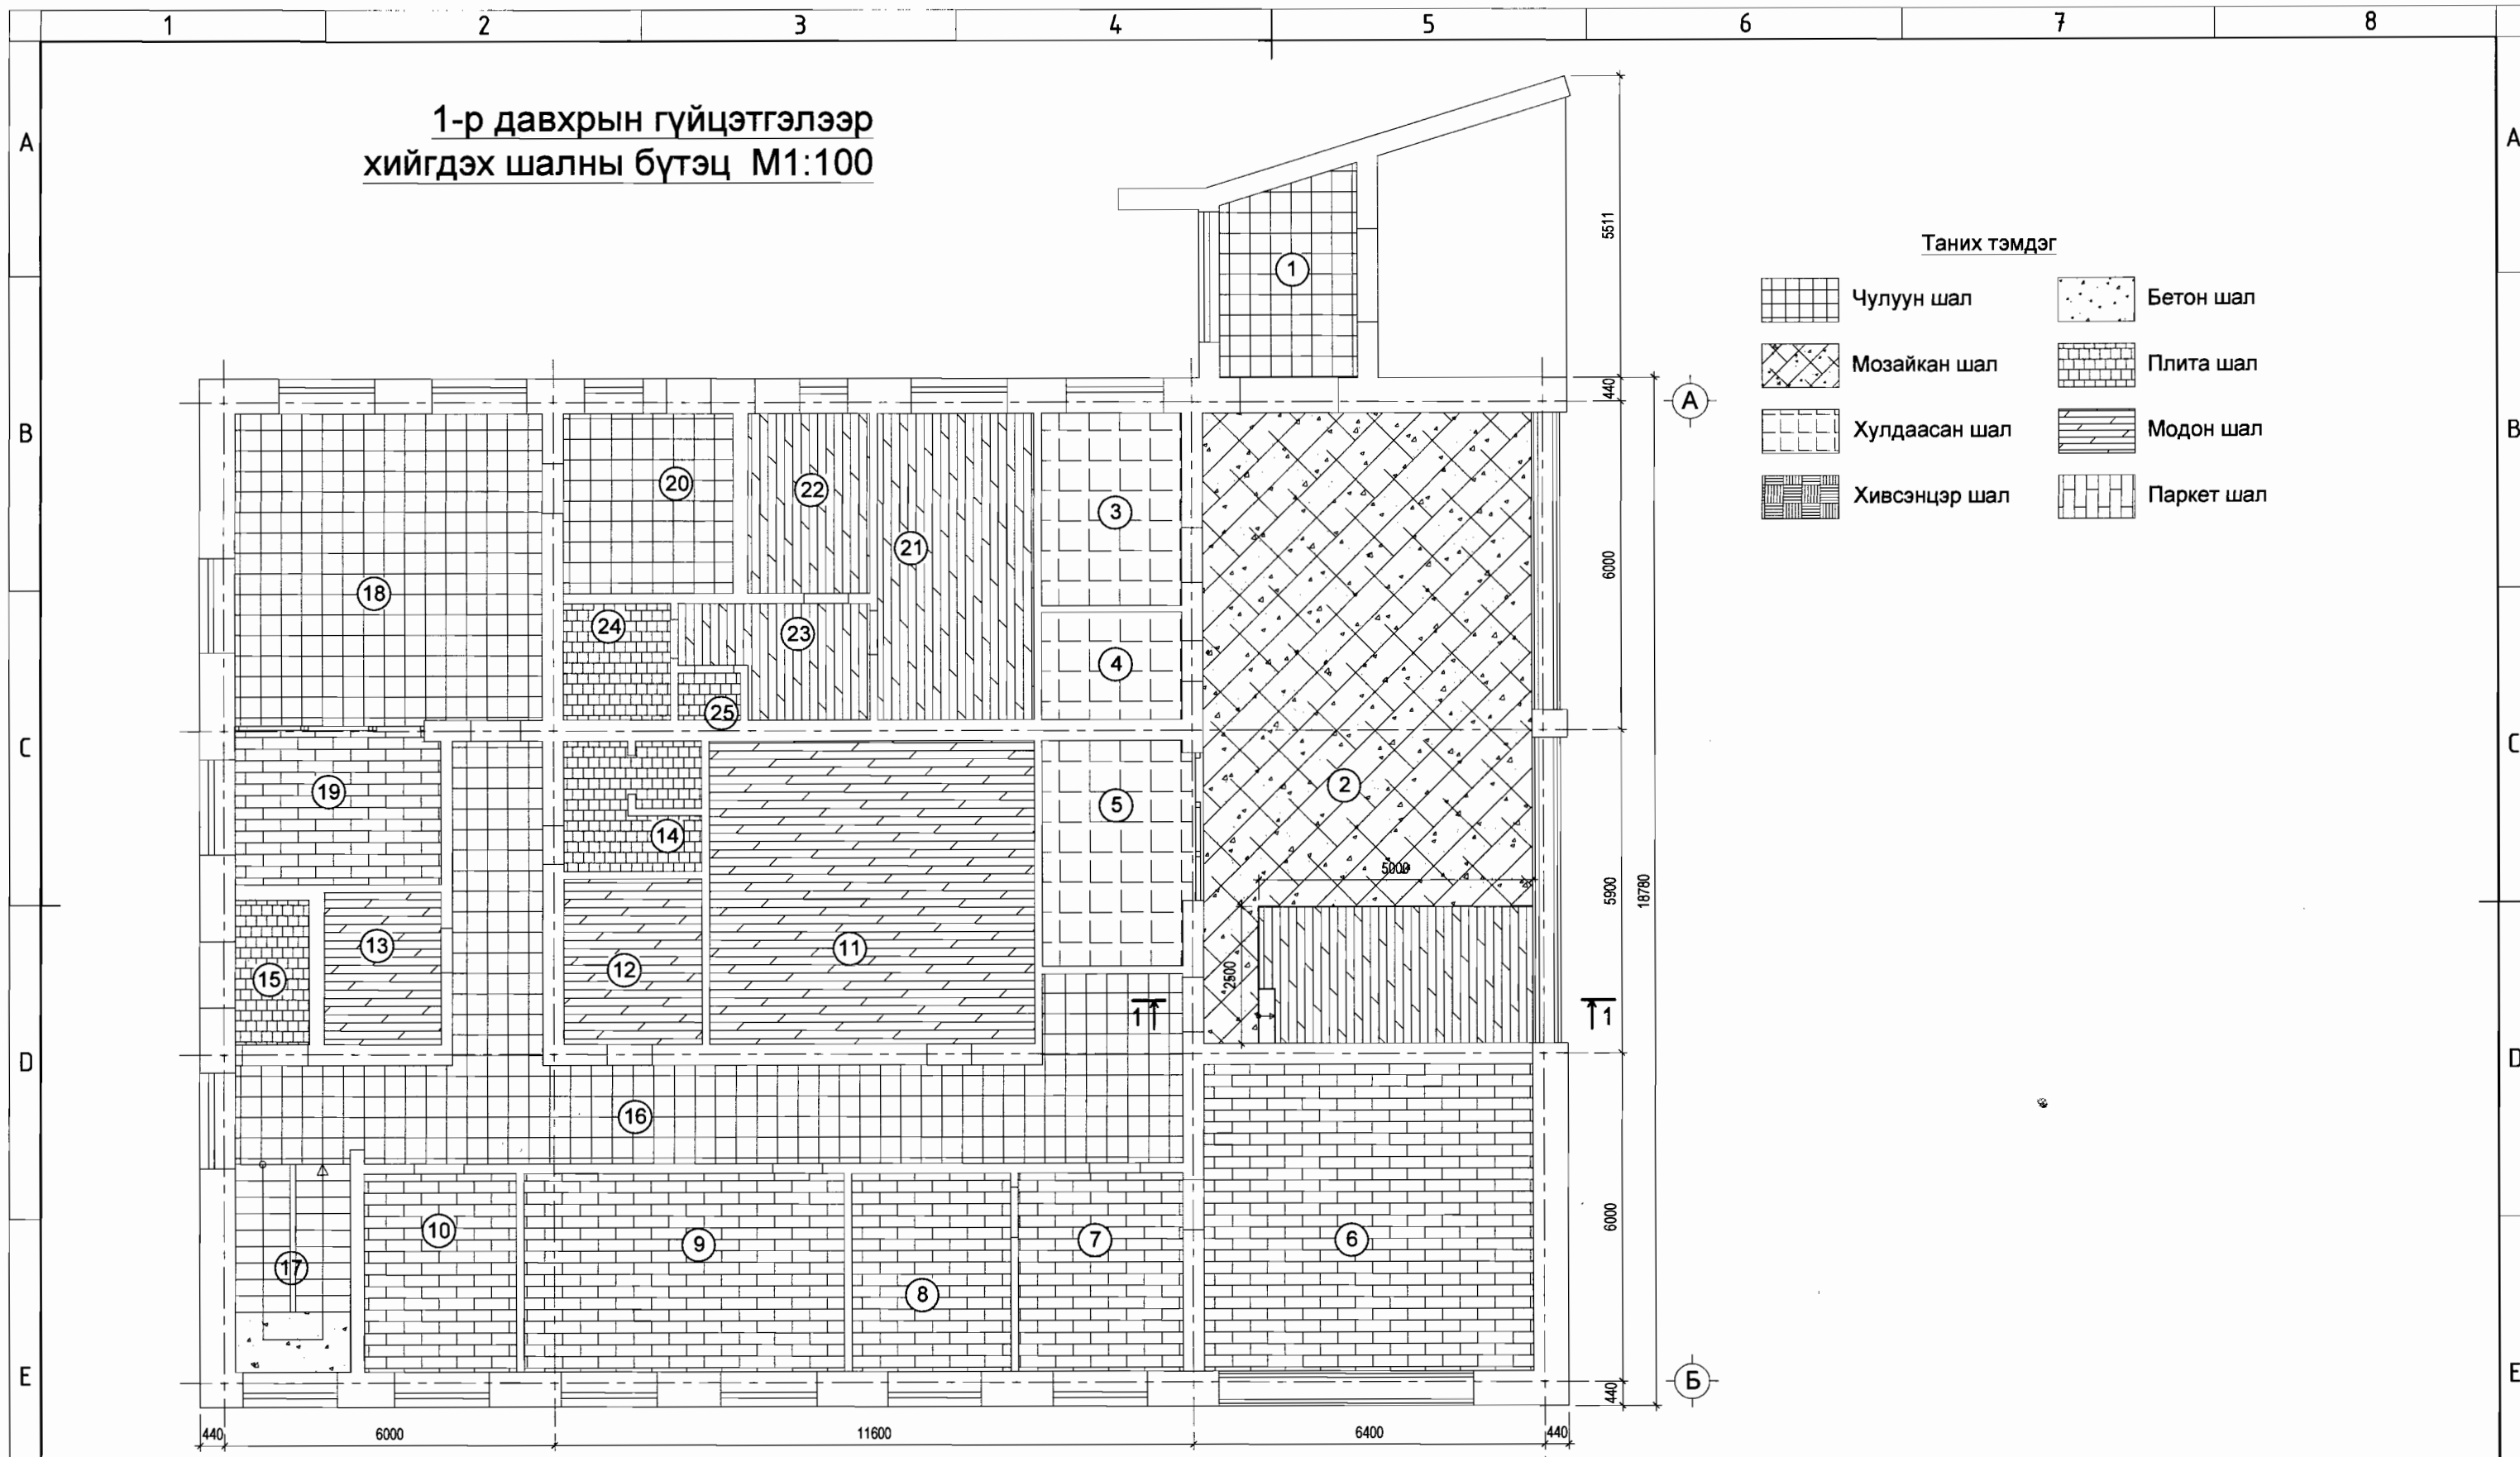 1 2 3 4 5 6 7 8
1-р давхрын гүйцэтгэлээр
хийгдэх шалны бүтэц М1:100
A A
5511
1
Таних тэмдэг
Чулуун шал Бетон шал
Мозайкан шал Плита шал
Хулдаасан шал Модон шал
Хивсэнцэр шал Паркет шал
440
А
B B
20 22 3
21
6000
18
24 23
4
25
C C
19 2
5
14
5000
5900
18780
13 11
12
15
2500
1 1
D D
16
10 9 7 6
6000
17
8
E E
440
Б
440 6000 11600 6400 440